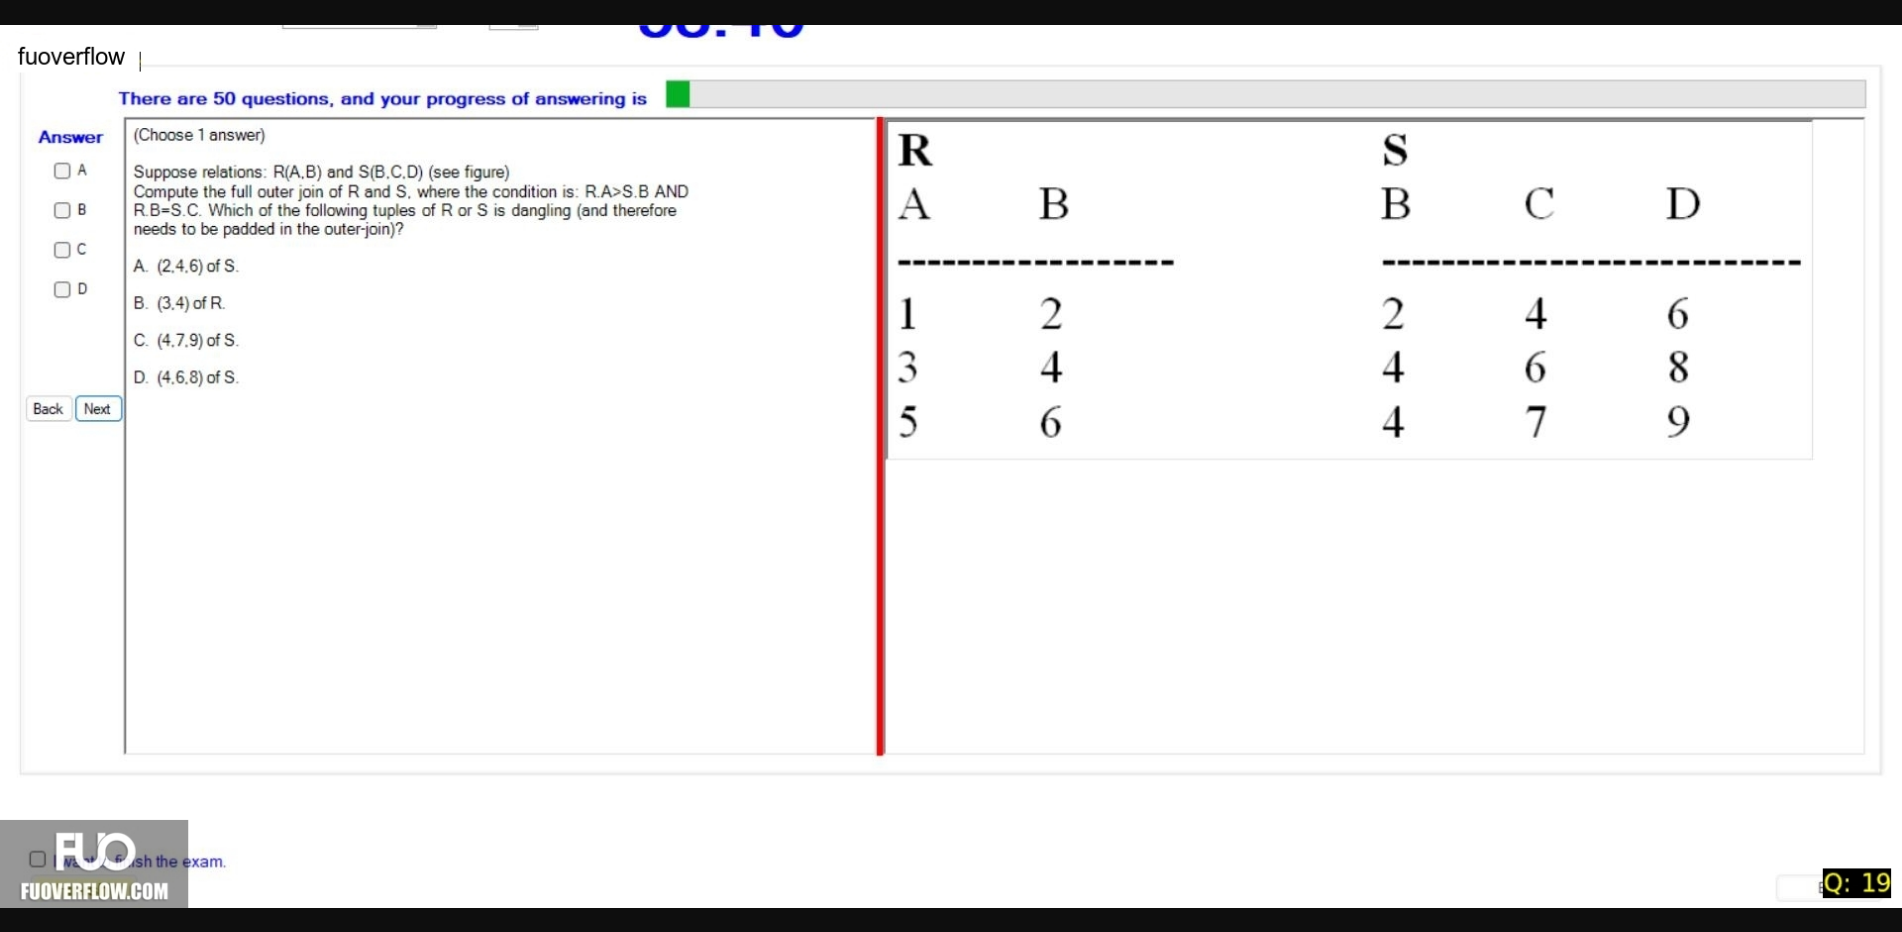 fuoverflow
There are 50 questions, and your progress of answering is
Answer
A
B
C
D
Back Next
(Choose 1 answer)
Suppose relations: R(A,B) and S(B,C,D) (see figure)
Compute the full outer join of R and S, where the condition is: R.A>S.B AND
R.B=S.C. Which of the following tuples of R or S is dangling (and therefore
needs to be padded in the outer-join)?
A. (2,4,6) of S.
B. (3,4) of R.
C. (4,7,9) of S.
D. (4,6,8) of S.
R S
A B B C D
------------------ ---------------------------
1 2 2 4 6
3 4 4 6 8
5 6 4 7 9
FUO
the exam.
FUOVERFLOW.COM
Q: 19